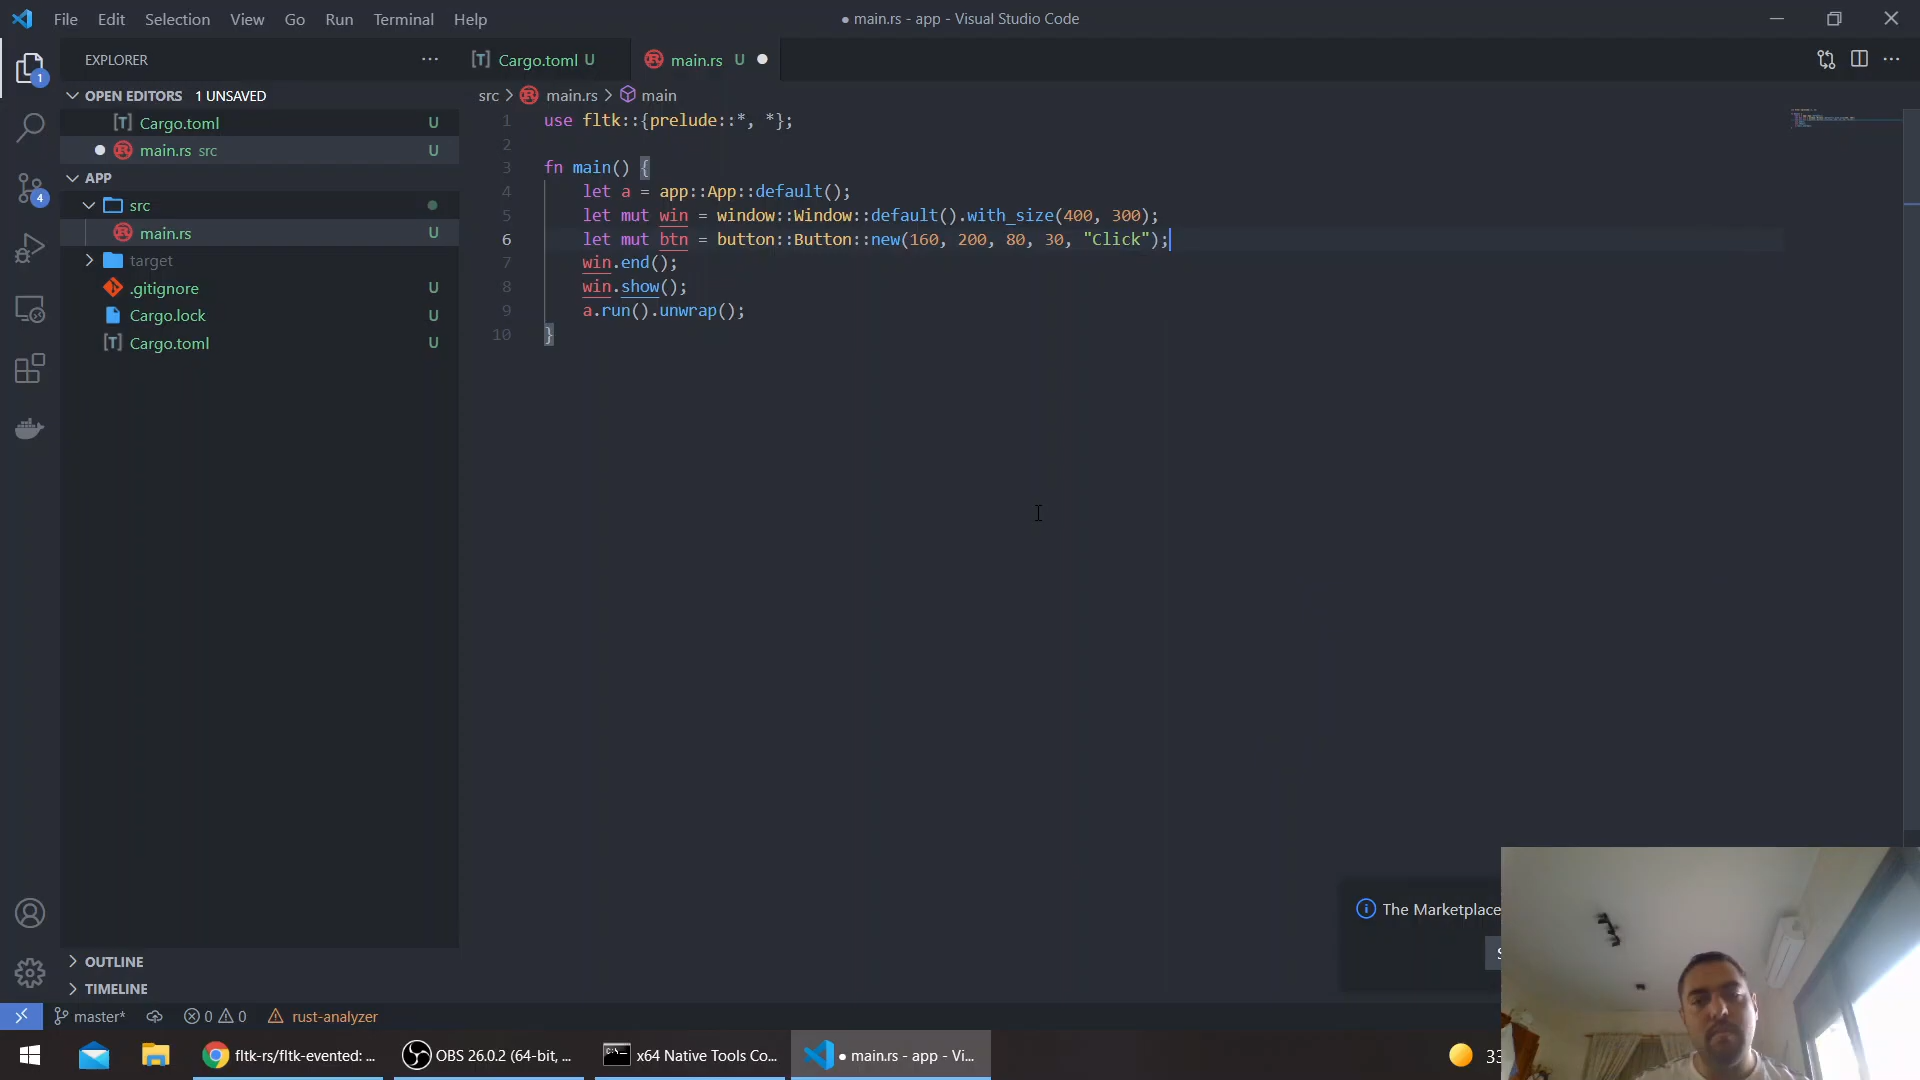 File Edit Selection View Go Run Terminal Help
● main.rs - app - Visual Studio Code
EXPLORER
OPEN EDITORS 1 UNSAVED
Cargo.toml U
main.rs src U
APP
src
main.rs U
target
.gitignore U
Cargo.lock U
Cargo.toml U
OUTLINE
TIMELINE
1
4
Cargo.toml U
main.rs U
src > main.rs > main
1 use fltk::{prelude::*, *};
2
3 fn main() {
4 let a = app::App::default();
5 let mut win = window::Window::default().with_size(400, 300);
6 let mut btn = button::Button::new(160, 200, 80, 30, "Click");
7 win.end();
8 win.show();
9 a.run().unwrap();
10 }
The Marketplace
master* 0 0 rust-analyzer
fltk-rs/fltk-evented: ...
OBS 26.0.2 (64-bit, ...
x64 Native Tools Co...
● main.rs - app - Vi...